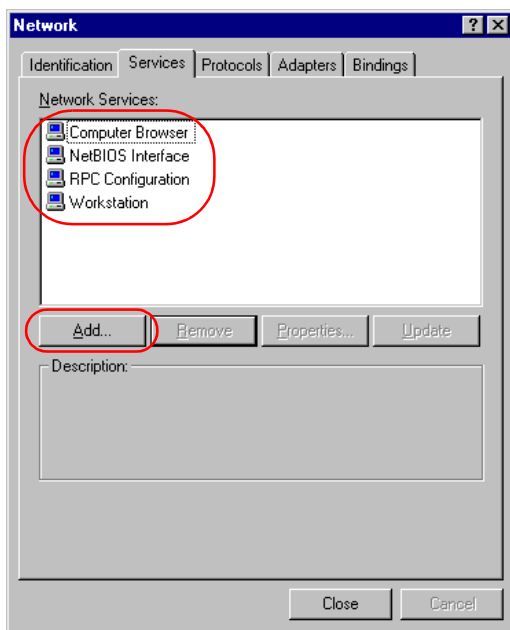 Network
Identification Services Protocols Adapters Bindings
Network Services:
Computer Browser
NetBIOS Interface
RPC Configuration
Workstation
Add... Remove Properties... Update
Description:
Close Cancel